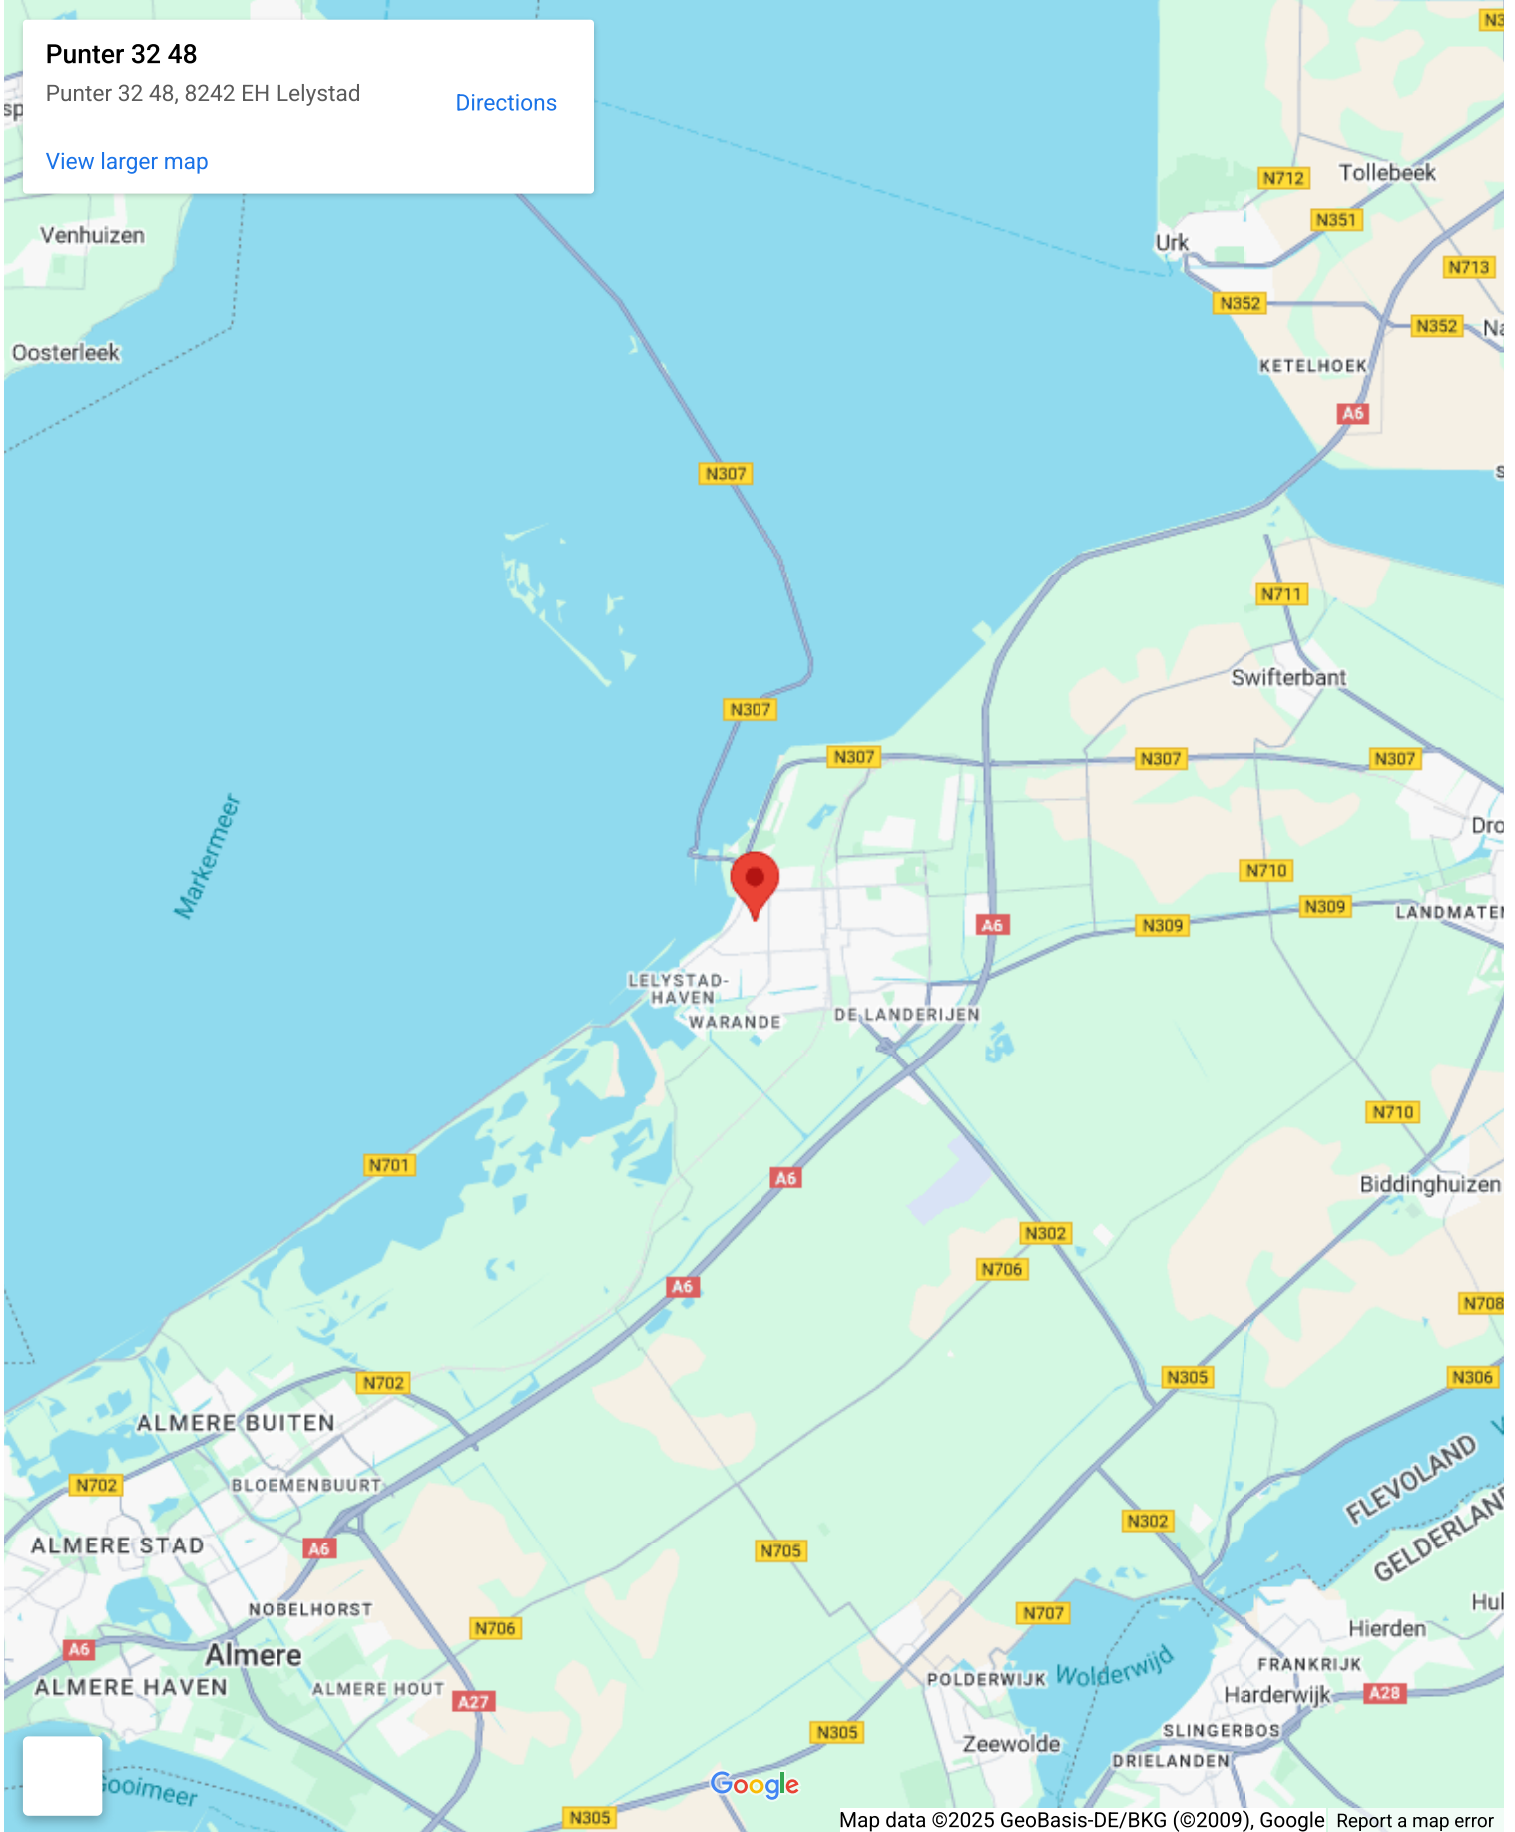 Punter 32 48
Punter 32 48, 8242 EH Lelystad
Directions
View larger map
N712
Tollebeek
N351
Venhuizen
Urk
N713
N352
N352
Oosterleek
KETELHOEK
A6
N307
N711
Swifterbant
N307
N307
N307
N307
Markermeer
N710
N309
LANDMATEN
A6
N309
LELYSTAD-
HAVEN
WARANDE
DE LANDERIJEN
N710
N701
A6
Biddinghuizen
N302
N706
A6
N708
N305
N306
N702
ALMERE BUITEN
FLEVOLAND
N702
BLOEMENBUURT
GELDERLAND
N302
ALMERE STAD
A6
N705
NOBELHORST
N707
N706
Hierden
A6
Almere
Wolderwijd
FRANKRIJK
POLDERWIJK
ALMERE HAVEN
ALMERE HOUT
A27
Harderwijk
A28
N305
SLINGERBOS
Zeewolde
DRIELANDEN
Gooimeer
Google
N305
Map data ©2025 GeoBasis-DE/BKG (©2009), Google
Report a map error